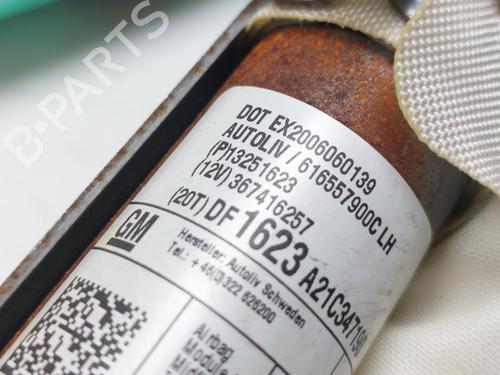 B-PARTS
DOT EX2006060139
AUTOLIV / 616557900C LH
(P)13251623
(12V) 367416257
(20T) DF 1623 A21C347190
GM
Hersteller: Autoliv Schweden
Tel.: +46(0)322 626200
Airbag
Module